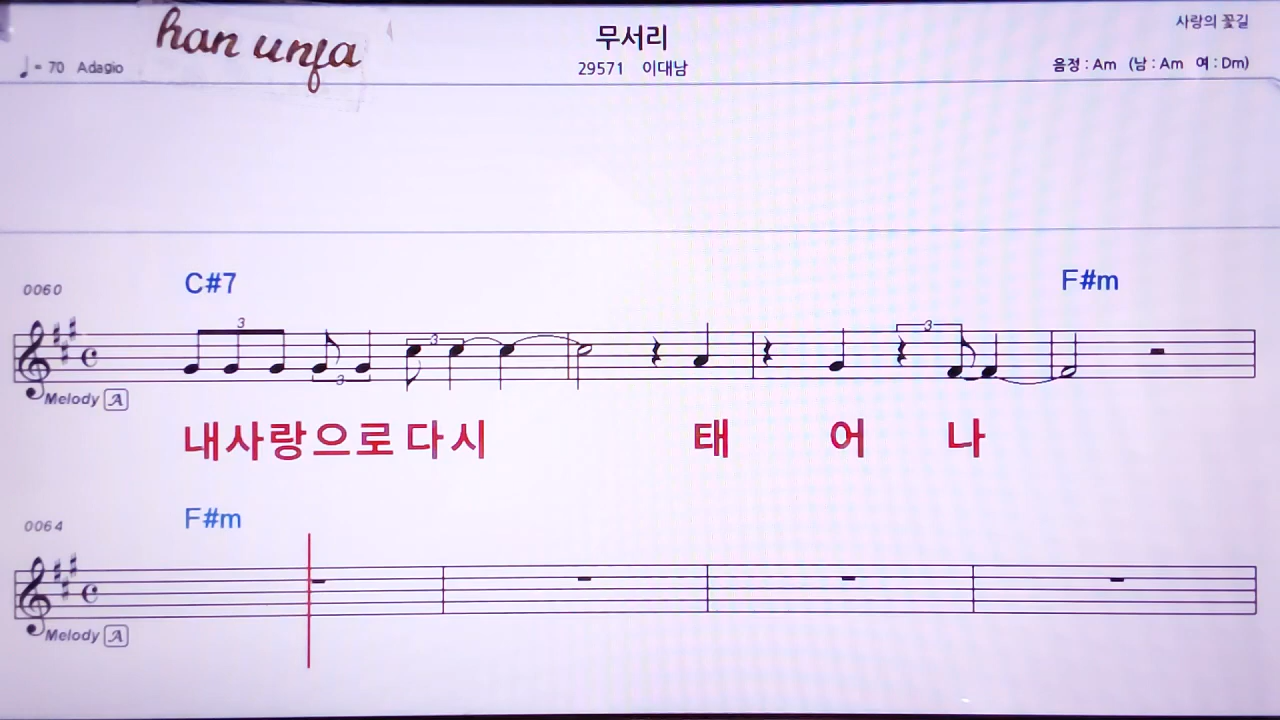 han unfa
무서리
사랑의 꽃길
♩= 70 Adagio
29571 이대남
음정 : Am (남 : Am 여 : Dm)
0060
C#7 F#m
3 3 3 3
Melody A
내사랑으로다시 태 어 나
0064
F#m
Melody A